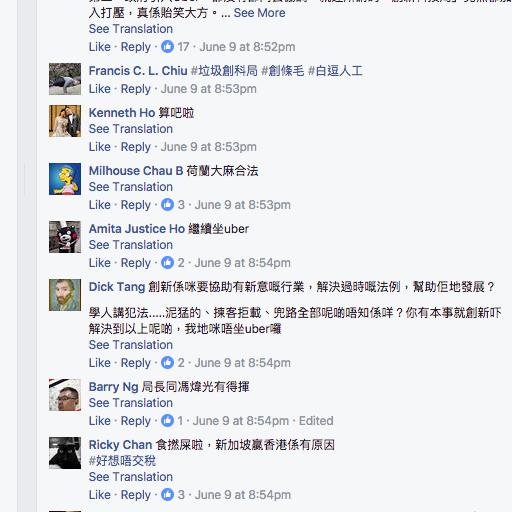 入打壓，真係貽笑大方。... See More
See Translation
Like · Reply · 17 · June 9 at 8:52pm
Francis C. L. Chiu #垃圾創科局 #創條毛 #白逗人工
Like · Reply · June 9 at 8:53pm
Kenneth Ho 算吧啦
See Translation
Like · Reply · June 9 at 8:53pm
Milhouse Chau B 荷蘭大麻合法
See Translation
Like · Reply · 3 · June 9 at 8:53pm
Amita Justice Ho 繼續坐uber
See Translation
Like · Reply · 2 · June 9 at 8:54pm
Dick Tang 創新係咪要協助有新意嘅行業，解決過時嘅法例，幫助佢地發展？
學人講犯法.....泥猛的、揀客拒載、兜路全部呢啲唔知係咩？你有本事就創新吓
解決到以上呢啲，我地咪唔坐uber囉
See Translation
Like · Reply · 2 · June 9 at 8:54pm
Barry Ng 局長同馮煒光有得揮
See Translation
Like · Reply · 1 · June 9 at 8:54pm · Edited
Ricky Chan 食撚屎啦，新加坡贏香港係有原因
#好想唔交稅
See Translation
Like · Reply · 3 · June 9 at 8:54pm